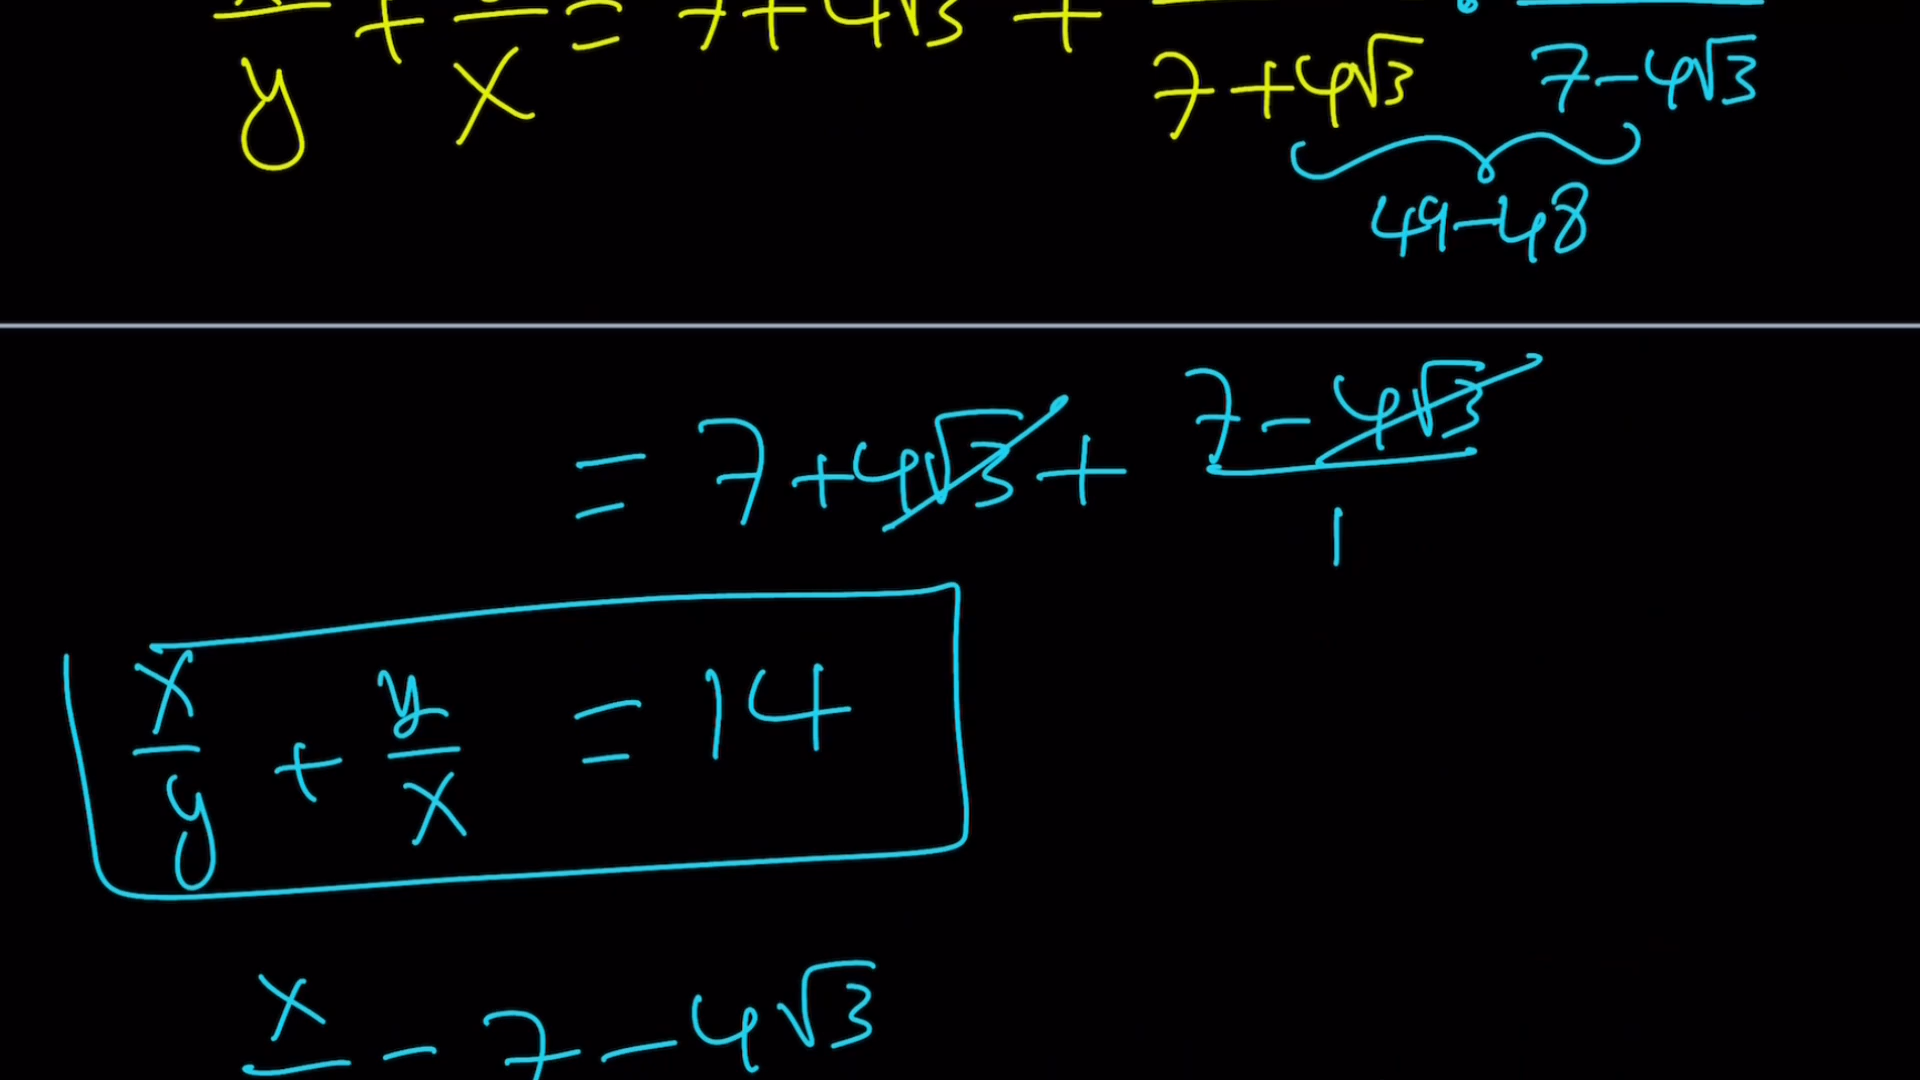 x/y + y/x = 7+4√3 + 1/(7+4√3) · (7-4√3)/(7-4√3)
49-48
= 7+4√3 + (7-4√3)/1
x/y + y/x = 14
x/ = 7-4√3